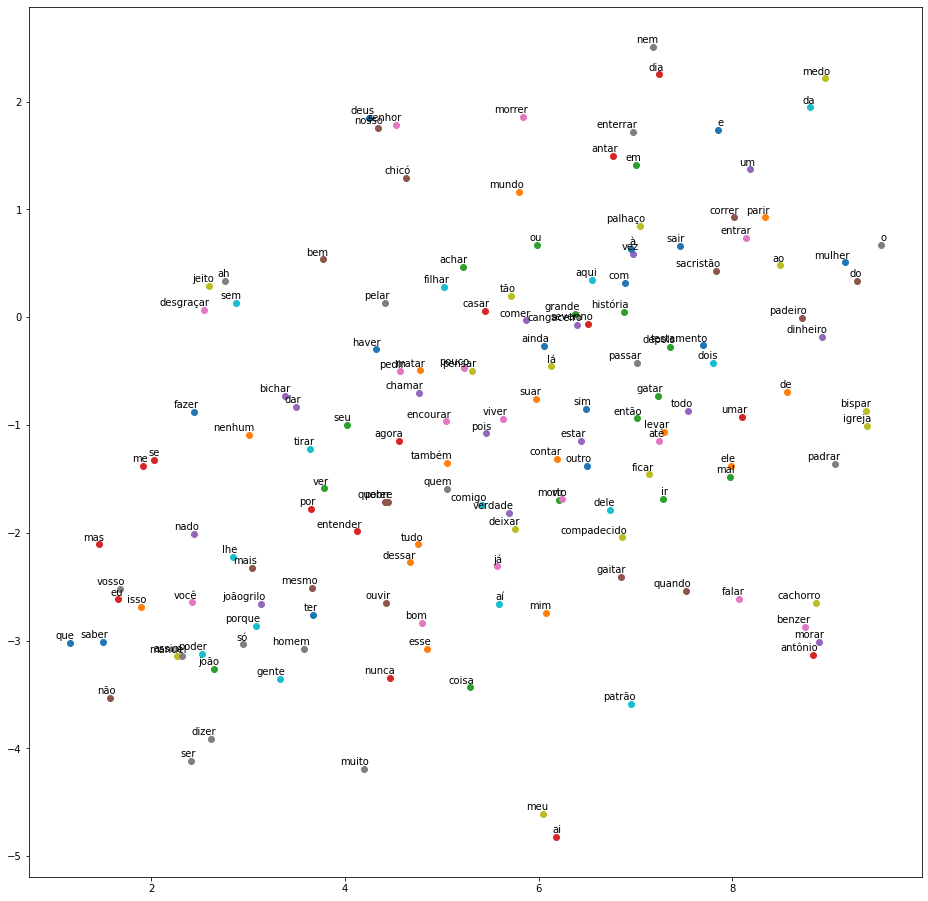 nem
dia
medo
da
deus
nosso
senhor
morrer
enterrar
e
antar
em
um
chicó
mundo
palhaço
correr
parir
entrar
ou
à
vez
sair
o
bem
achar
sacristão
ao
mulher
do
jeito
ah
filhar
aqui
com
desgraçar
sem
pelar
tão
casar
comer
grande
cangaceiro
severino
história
padeiro
dinheiro
haver
ainda
depois
testamento
pedir
matar
pouco
pensar
lá
passar
dois
bichar
dar
chamar
suar
gatar
de
fazer
sim
todo
bispar
nenhum
seu
encourar
viver
então
umar
igreja
tirar
agora
pois
estar
levar
até
me
se
também
contar
outro
ele
mal
padrar
ver
quem
ficar
por
pobre
comigo
morto
ir
nado
entender
verdade
dele
mas
tudo
deixar
compadecido
lhe
mais
dessar
já
gaitar
vosso
eu
isso
você
joãogrilo
mesmo
ouvir
aí
quando
falar
cachorro
ter
mim
que
saber
porque
bom
benzer
morar
assim
poder
só
homem
esse
antônio
joão
gente
nunca
coisa
não
patrão
dizer
ser
muito
meu
ai
2
1
0
−1
−2
−3
−4
−5
2
4
6
8